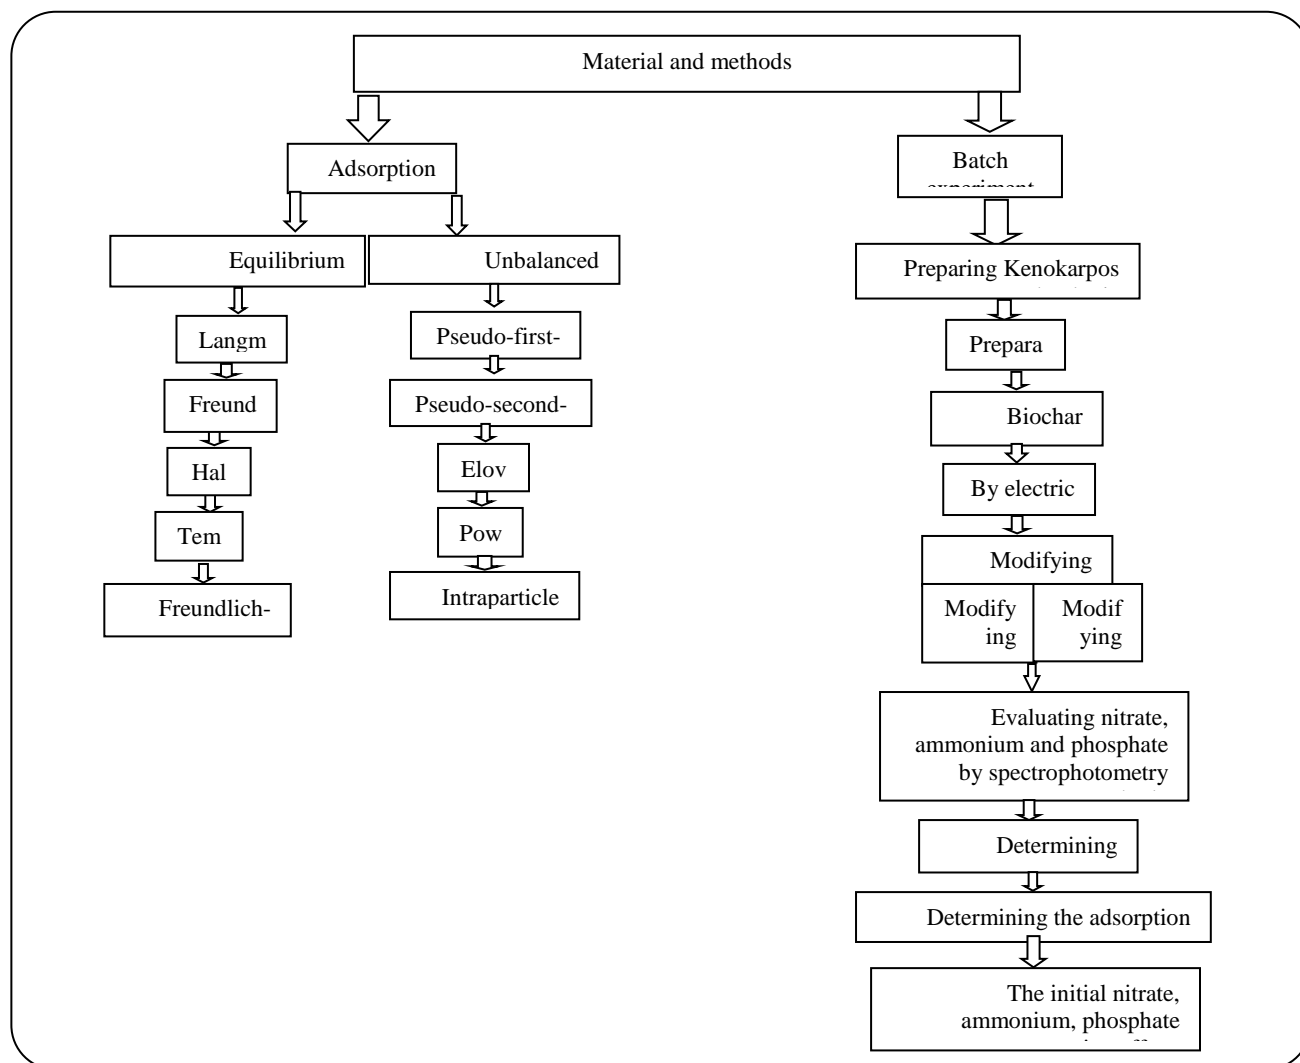 Material and methods
Adsorption
Equilibrium
Langm
Freund
Hal
Tem
Freundlich-
Unbalanced
Pseudo-first-
Pseudo-second-
Elov
Pow
Intraparticle
Batch
experiment
Preparing Kenokarpos
Prepara
Biochar
By electric
Modifying
Modify
ing
Modif
ying
Evaluating nitrate,
ammonium and phosphate
by spectrophotometry
Determining
Determining the adsorption
The initial nitrate,
ammonium, phosphate